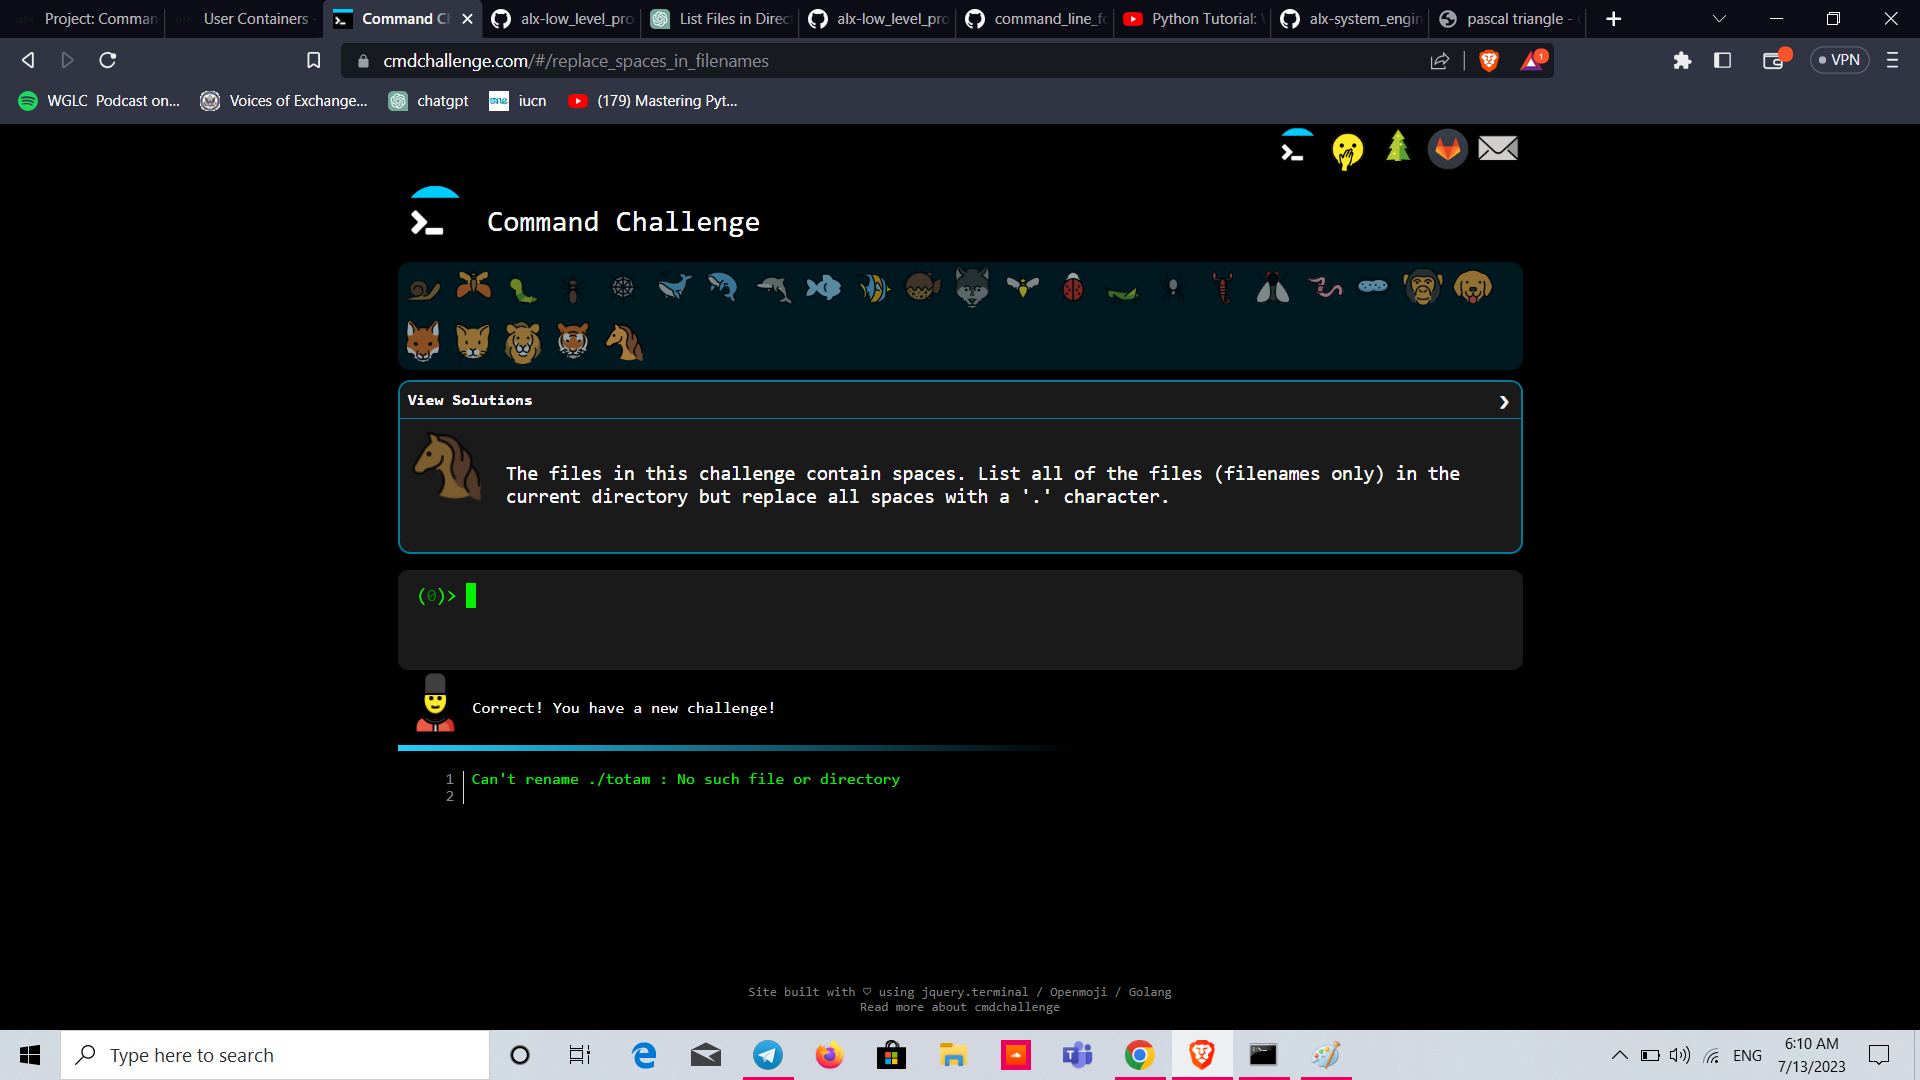 Project: Comman
User Containers
Command Ch
alx-low_level_pro
List Files in Direc
alx-low_level_pro
command_line_fo
Python Tutorial:
alx-system_engin
pascal triangle -
cmdchallenge.com/#/replace_spaces_in_filenames
1
VPN
WGLC Podcast on...
Voices of Exchange...
chatgpt
iucn
(179) Mastering Pyt...
Command Challenge
View Solutions
The files in this challenge contain spaces. List all of the files (filenames only) in the
current directory but replace all spaces with a '.' character.
(0)>
Correct! You have a new challenge!
1 Can't rename ./totam : No such file or directory
2
Site built with ♡ using jquery.terminal / Openmoji / Golang
Read more about cmdchallenge
Type here to search
ENG
6:10 AM
7/13/2023